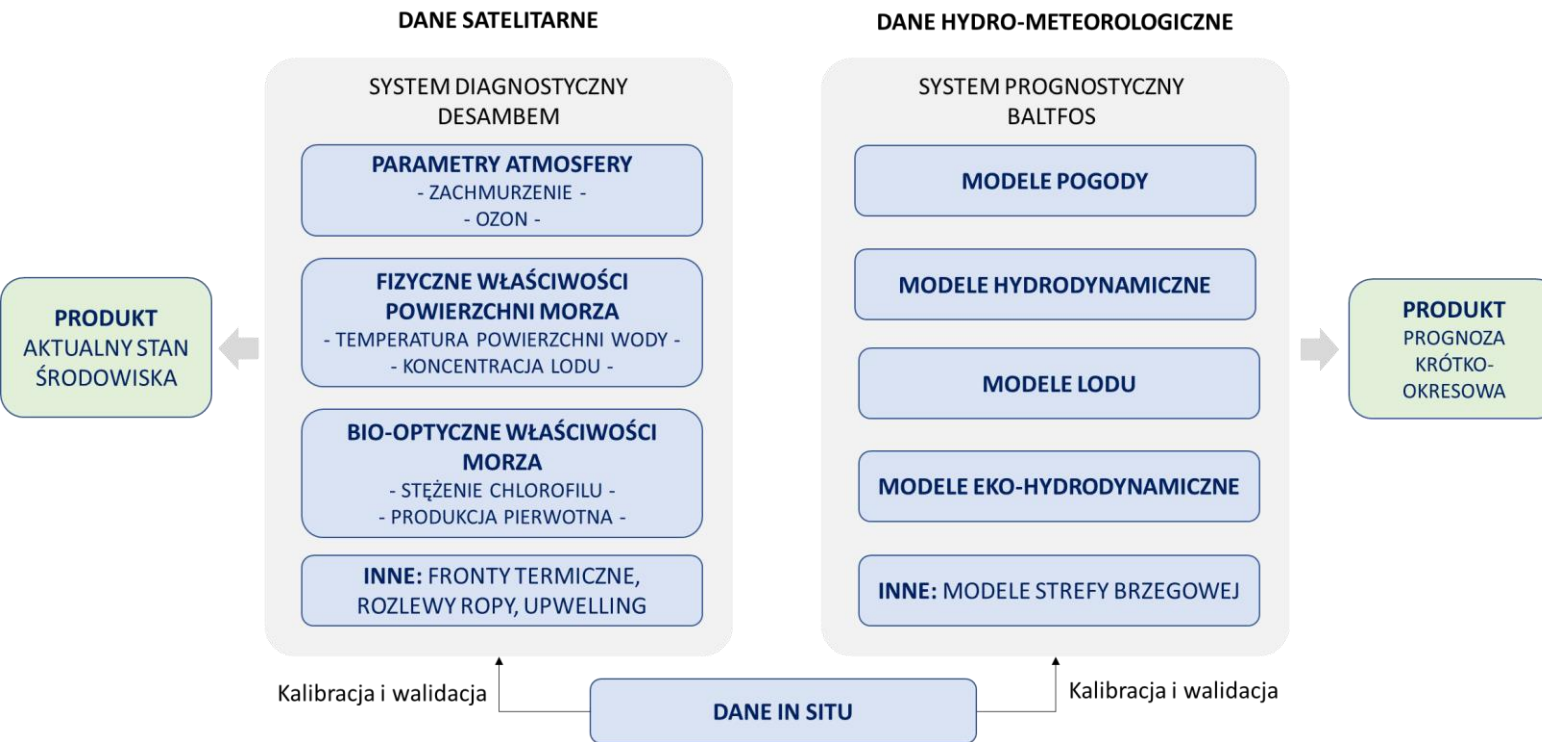 DANE SATELITARNE
DANE HYDRO-METEOROLOGICZNE
SYSTEM DIAGNOSTYCZNY
DESAMBEM
PARAMETRY ATMOSFERY
- ZACHMURZENIE -
- OZON -
FIZYCZNE WŁAŚCIWOŚCI
POWIERZCHNI MORZA
- TEMPERATURA POWIERZCHNI WODY -
- KONCENTRACJA LODU -
BIO-OPTYCZNE WŁAŚCIWOŚCI
MORZA
- STĘŻENIE CHLOROFILU -
- PRODUKCJA PIERWOTNA -
INNE: FRONTY TERMICZNE,
ROZLEWY ROPY, UPWELLING
SYSTEM PROGNOSTYCZNY
BALTFOS
MODELE POGODY
MODELE HYDRODYNAMICZNE
MODELE LODU
MODELE EKO-HYDRODYNAMICZNE
INNE: MODELE STREFY BRZEGOWEJ
PRODUKT
AKTUALNY STAN
ŚRODOWISKA
PRODUKT
PROGNOZA
KRÓTKO-
OKRESOWA
Kalibracja i walidacja
DANE IN SITU
Kalibracja i walidacja